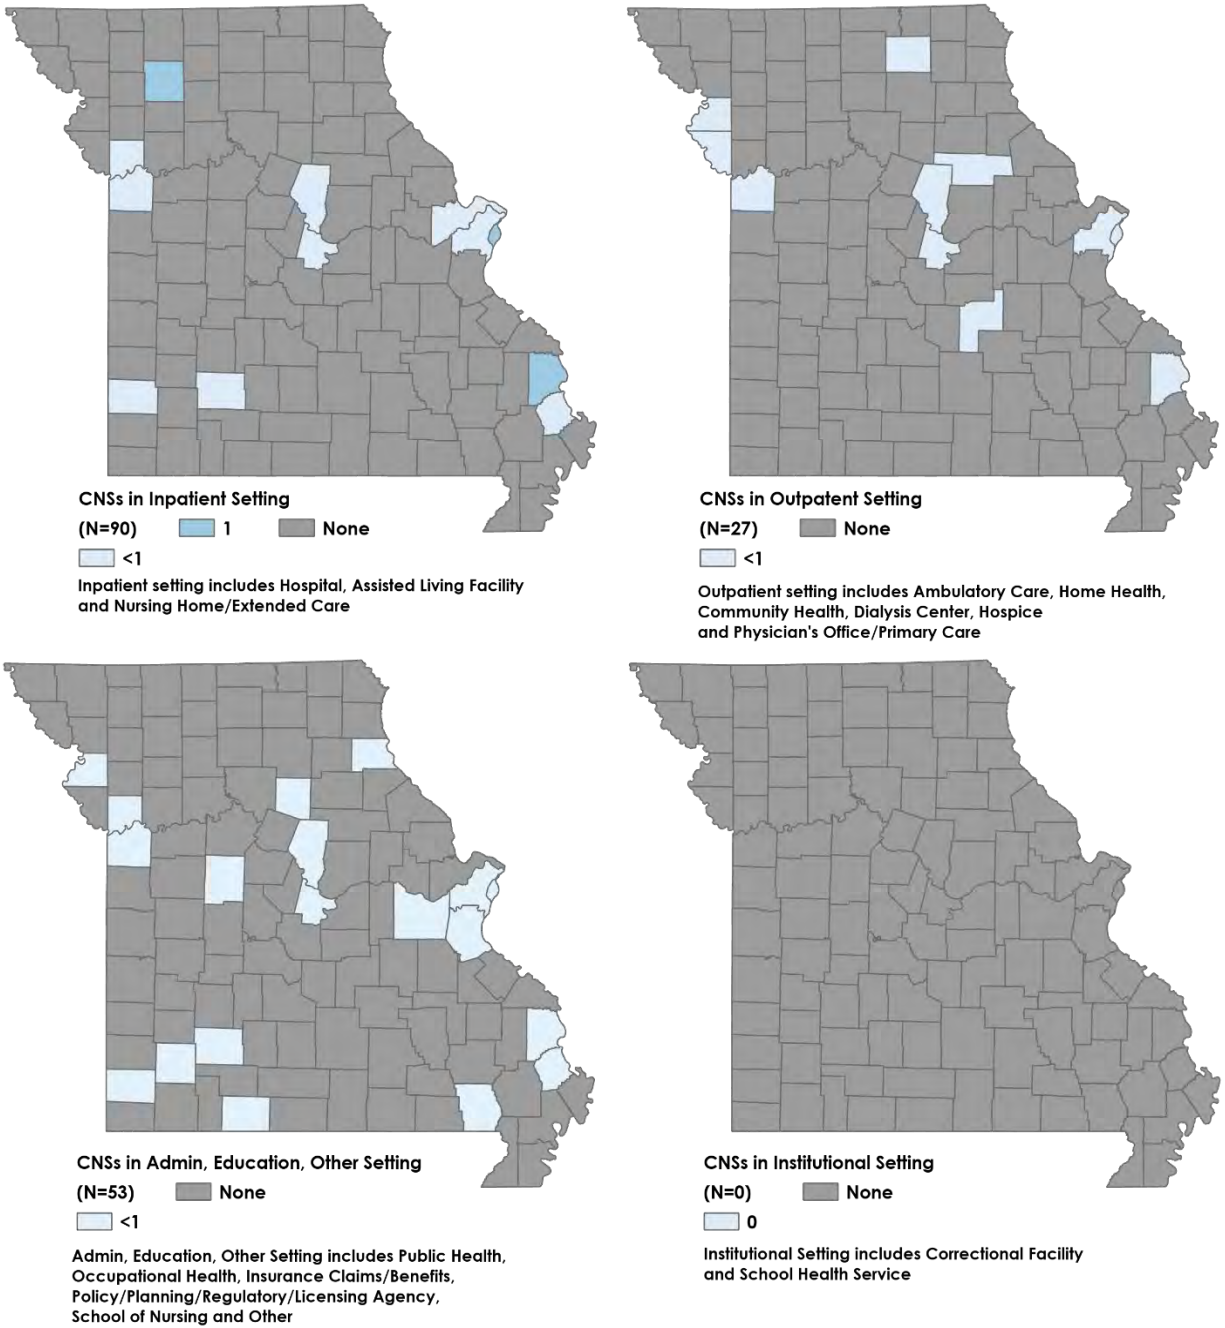 CNSs in Inpatient Setting
(N=90) 1 None
<1
Inpatient setting includes Hospital, Assisted Living Facility
and Nursing Home/Extended Care
CNSs in Outpatent Setting
(N=27) None
<1
Outpatient setting includes Ambulatory Care, Home Health,
Community Health, Dialysis Center, Hospice
and Physician's Office/Primary Care
CNSs in Admin, Education, Other Setting
(N=53) None
<1
Admin, Education, Other Setting includes Public Health,
Occupational Health, Insurance Claims/Benefits,
Policy/Planning/Regulatory/Licensing Agency,
School of Nursing and Other
CNSs in Institutional Setting
(N=0) None
0
Institutional Setting includes Correctional Facility
and School Health Service